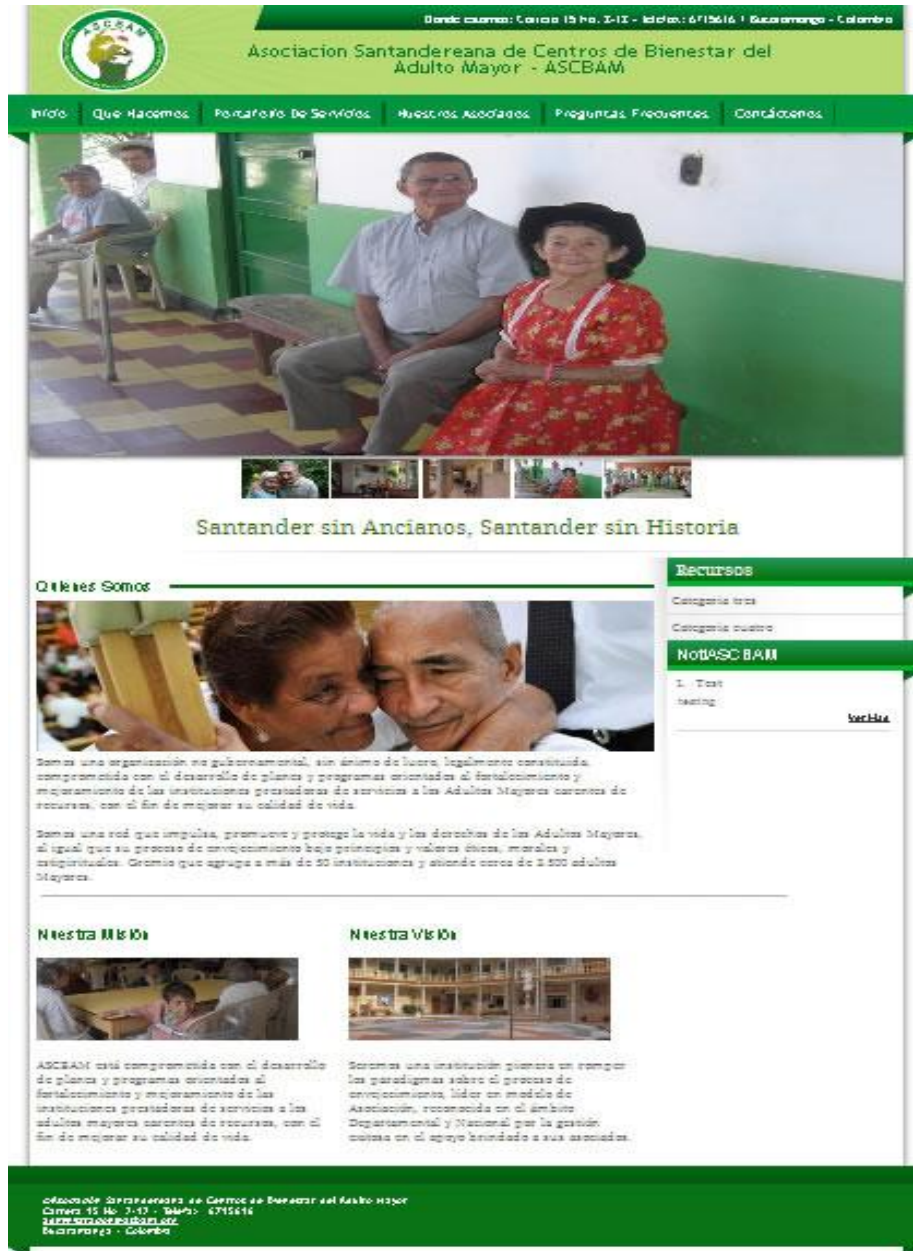 ASCBAM
Donde estamos: Carrera 15 No. 7-12 - Telefax: 6715616 / Bucaramanga - Colombia
Asociacion Santandereana de Centros de Bienestar del
Adulto Mayor - ASCBAM
Inicio Que Hacemos Portafolio De Servicios Nuestros Asociados Preguntas Frecuentes Contáctenos
Santander sin Ancianos, Santander sin Historia
Quienes Somos
Somos una organización no gubernamental, sin ánimo de lucro, legalmente constituida,
comprometida con el desarrollo de planes y programas orientados al fortalecimiento y
mejoramiento de las instituciones prestadoras de servicios a los Adultos Mayores carentes de
recursos, con el fin de mejorar su calidad de vida.
Somos una red que impulsa, promueve y protege la vida y los derechos de los Adultos Mayores,
al igual que su proceso de envejecimiento bajo principios y valores éticos, morales y
espirituales. Gremio que agrupa a más de 50 instituciones y atiende cerca de 2.500 adultos
Mayores.
Recursos
Categoria tres
Categoria cuatro
NotiASCBAM
1. - Test
testing
Ver Mas
Nuestra Misión
ASCBAM está comprometida con el desarrollo
de planes y programas orientados al
fortalecimiento y mejoramiento de las
instituciones prestadoras de servicios a los
adultos mayores carentes de recursos, con el
fin de mejorar su calidad de vida.
Nuestra Visión
Seremos una institución pionera en romper
los paradigmas sobre el proceso de
envejecimiento, líder en modelo de
Asociación, reconocida en el ámbito
Departamental y Nacional por la gestión
exitosa en el apoyo brindado a sus asociados.
Asociación Santandereana de Centros de Bienestar del Adulto Mayor
Carrera 15 No. 7-12 - Telefax: 6715616
Bucaramanga - Colombia